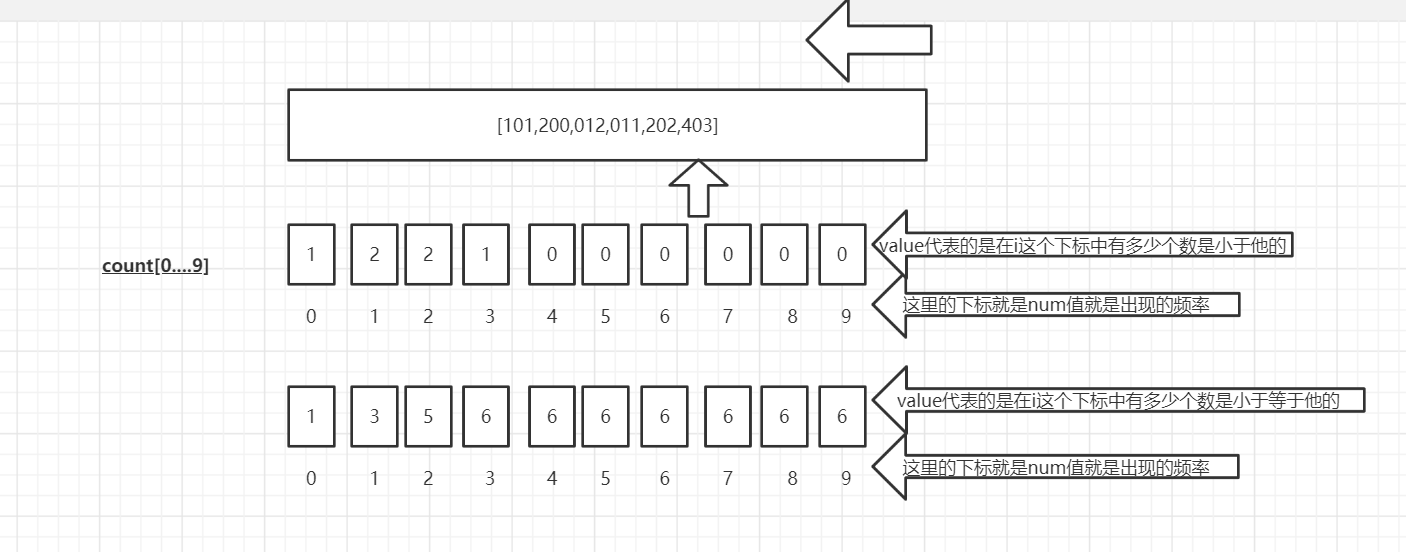 [101,200,012,011,202,403]
1 2 2 1 0 0 0 0 0 0
value代表的是在i这个下标中有多少个数是小于他的
count[0....9]
0 1 2 3 4 5 6 7 8 9
这里的下标就是num值就是出现的频率
1 3 5 6 6 6 6 6 6 6
value代表的是在i这个下标中有多少个数是小于等于他的
0 1 2 3 4 5 6 7 8 9
这里的下标就是num值就是出现的频率